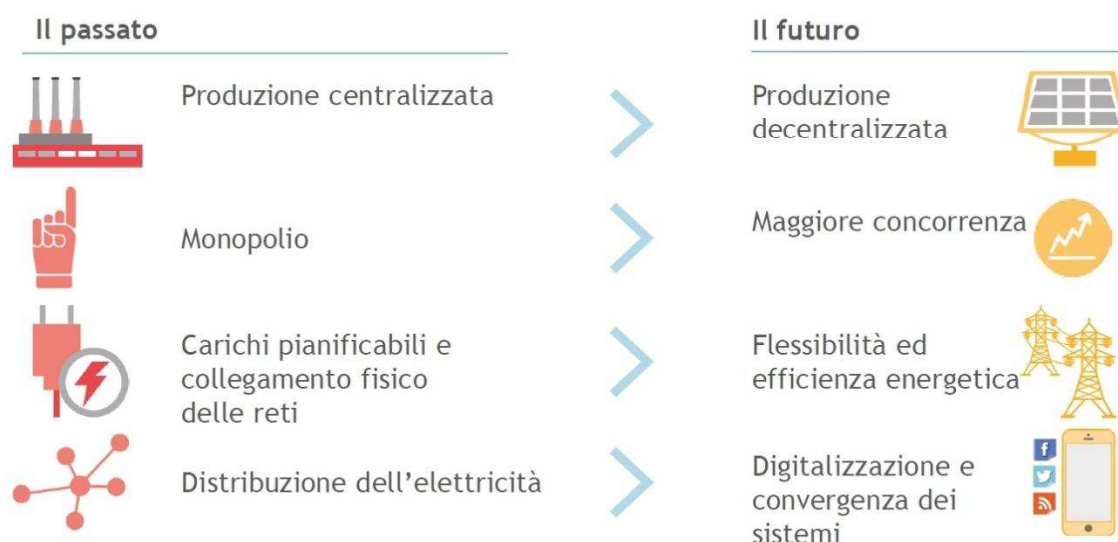 Il passato
Il futuro
Produzione centralizzata
Produzione
decentralizzata
Monopolio
Maggiore concorrenza
Carichi pianificabili e
collegamento fisico
delle reti
Flessibilità ed
efficienza energetica
Distribuzione dell'elettricità
Digitalizzazione e
convergenza dei
sistemi